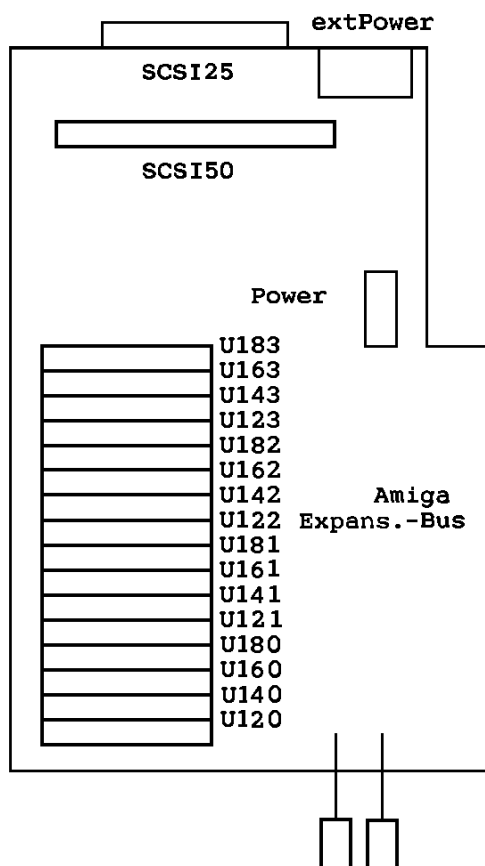 extPower
SCSI25
SCSI50
Power
U183
U163
U143
U123
U182
U162
U142
Amiga
U122
Expans.-Bus
U181
U161
U141
U121
U180
U160
U140
U120